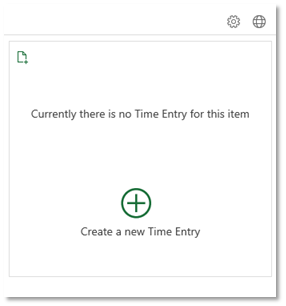 Currently there is no Time Entry for this item
Create a new Time Entry